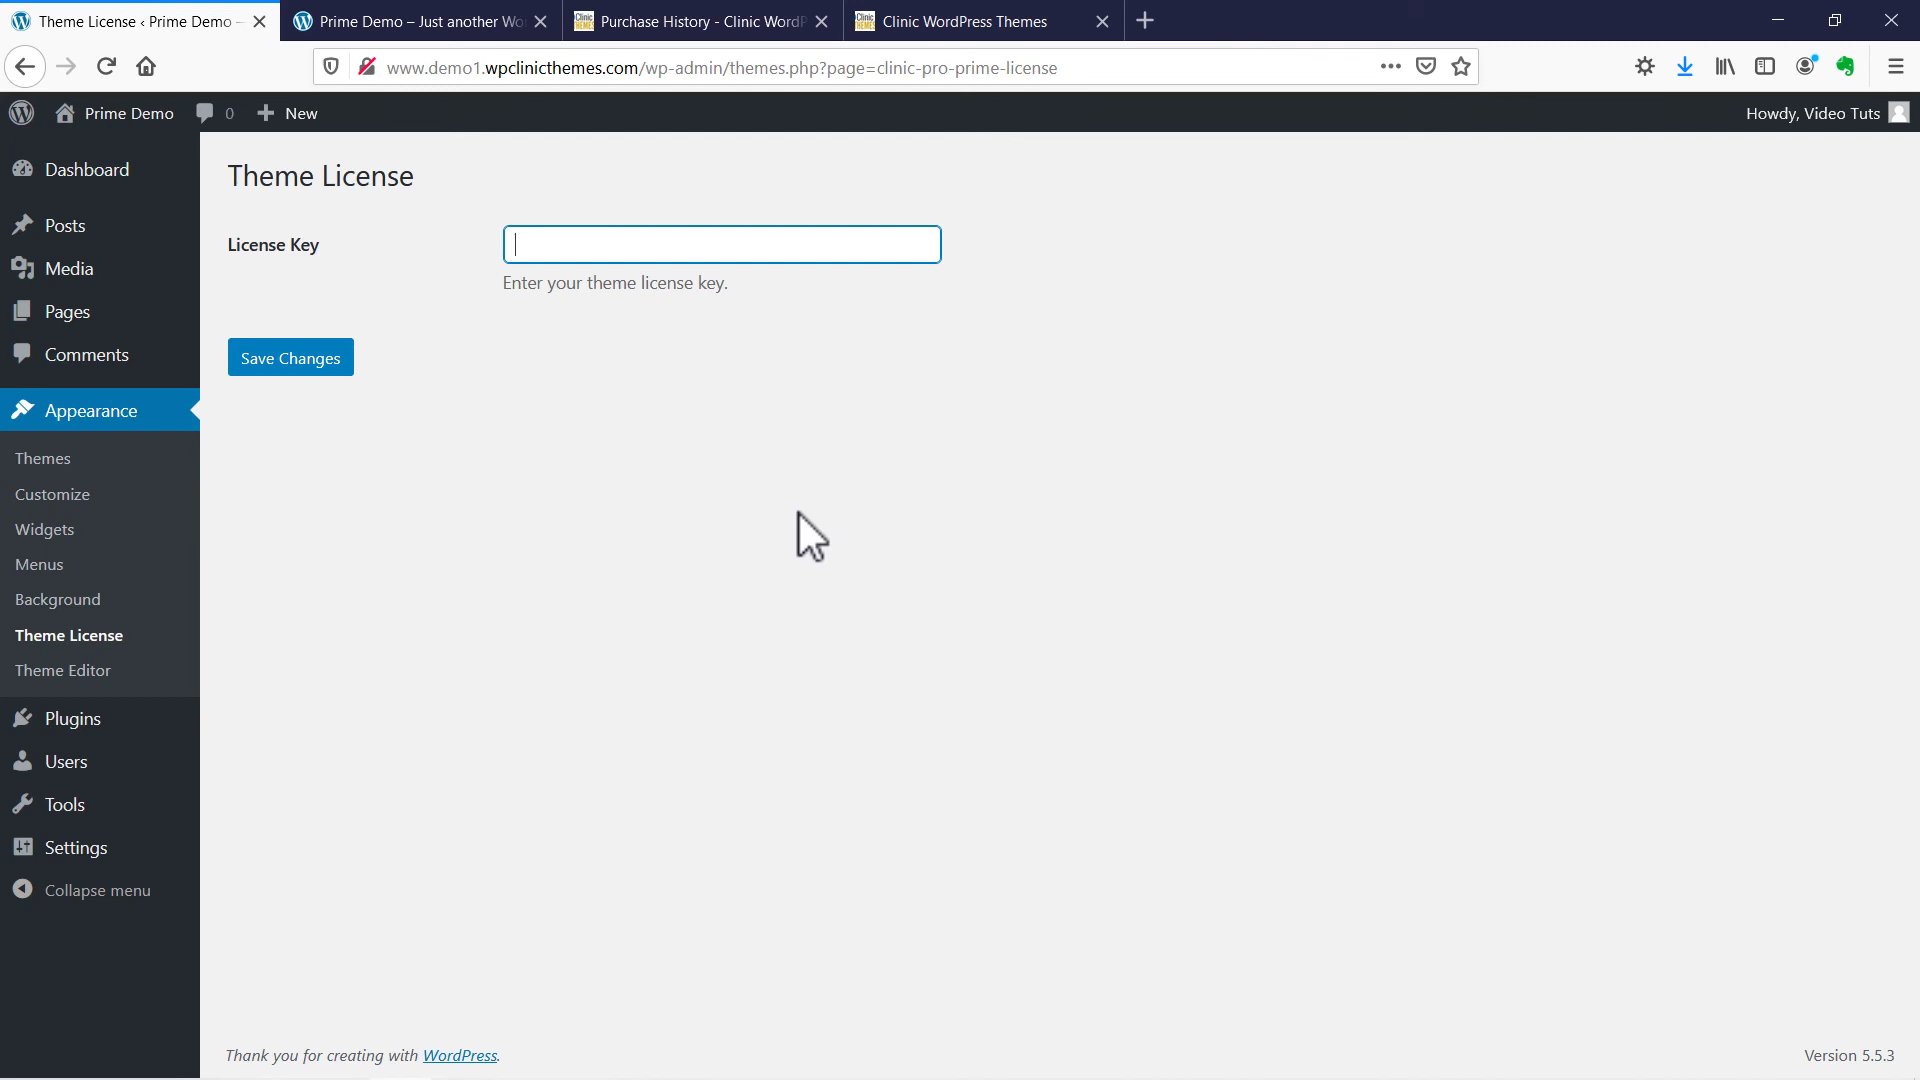 Theme License ‹ Prime Demo –
Prime Demo – Just another Wo
Purchase History - Clinic WordP
Clinic WordPress Themes
www.demo1.wpclinicthemes.com/wp-admin/themes.php?page=clinic-pro-prime-license
Prime Demo
0
New
Howdy, Video Tuts
Dashboard
Posts
Media
Pages
Comments
Appearance
Themes
Customize
Widgets
Menus
Background
Theme License
Theme Editor
Plugins
Users
Tools
Settings
Collapse menu
Theme License
License Key
Enter your theme license key.
Save Changes
Thank you for creating with WordPress.
Version 5.5.3